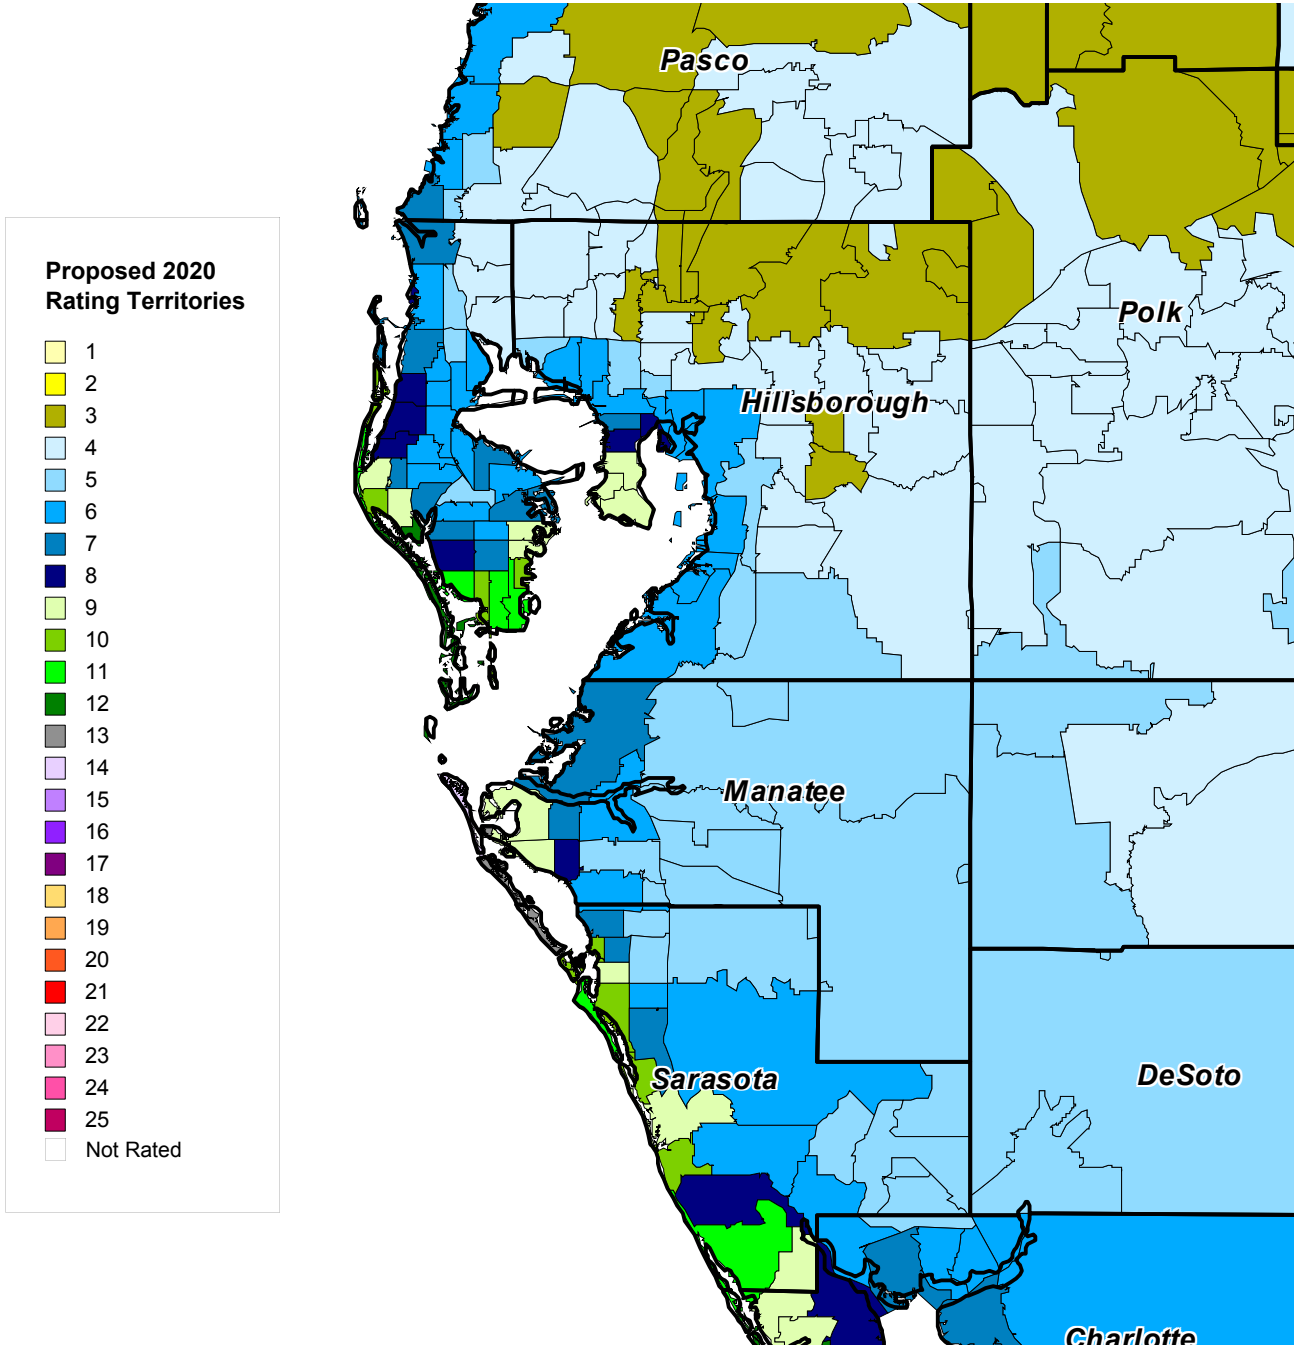 Pasco
Proposed 2020
Rating Territories
Polk
1
2
3
Hillsborough
4
5
6
7
8
9
10
11
12
13
14
Manatee
15
16
17
18
19
20
21
22
23
Sarasota
DeSoto
24
25
Not Rated
Charlotte